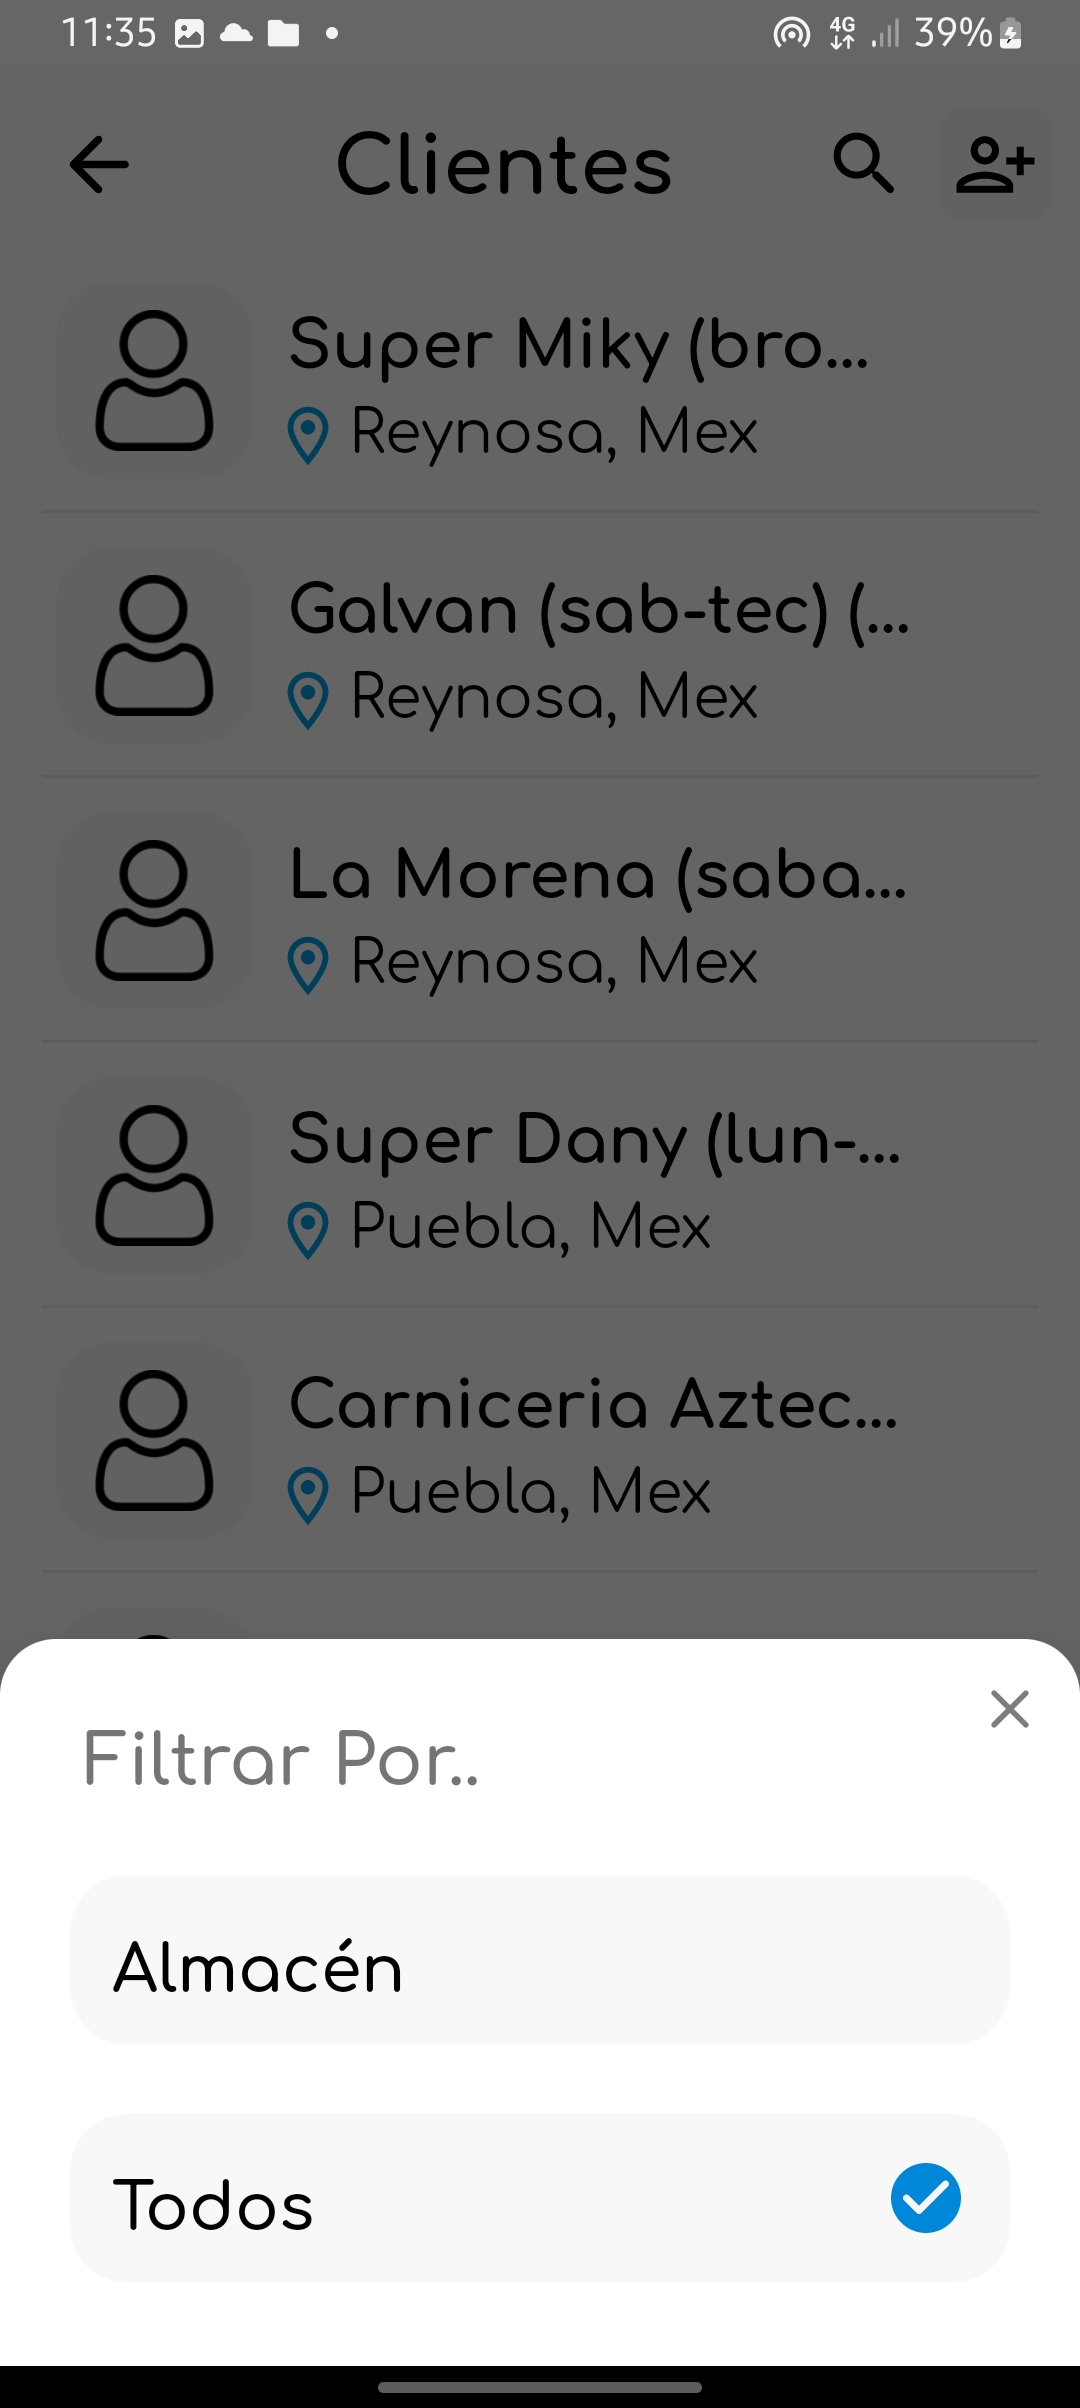 11:35
4G
39%
Clientes
Super Miky (bro...
Reynosa, Mex
Galvan (sab-tec) (...
Reynosa, Mex
La Morena (saba...
Reynosa, Mex
Super Dany (lun-...
Puebla, Mex
Carniceria Aztec...
Puebla, Mex
Filtrar Por..
Almacén
Todos